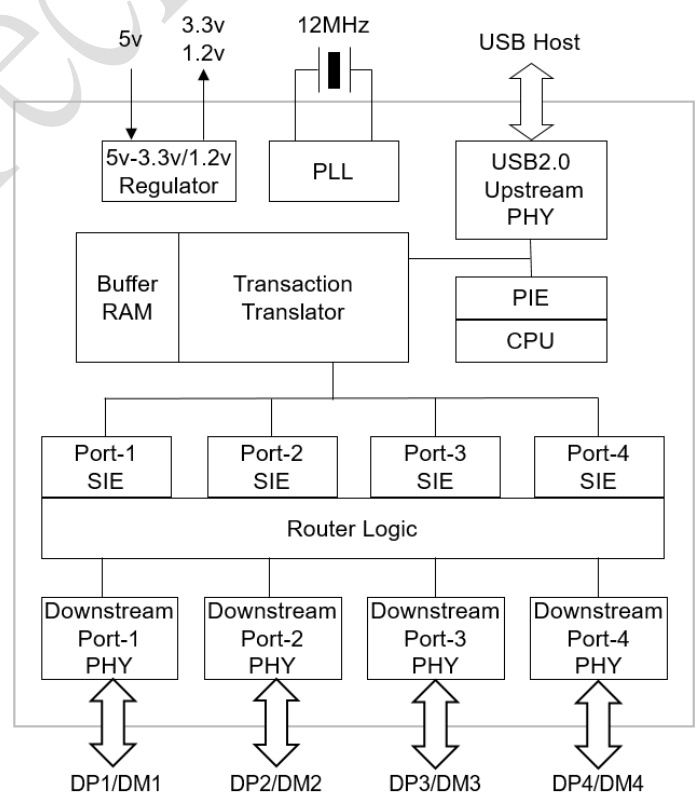 5v
3.3v
1.2v
12MHz
USB Host
5v-3.3v/1.2v
Regulator
PLL
USB2.0
Upstream
PHY
Buffer
RAM
Transaction
Translator
PIE
CPU
Port-1
SIE
Port-2
SIE
Port-3
SIE
Port-4
SIE
Router Logic
Downstream
Port-1
PHY
Downstream
Port-2
PHY
Downstream
Port-3
PHY
Downstream
Port-4
PHY
DP1/DM1
DP2/DM2
DP3/DM3
DP4/DM4